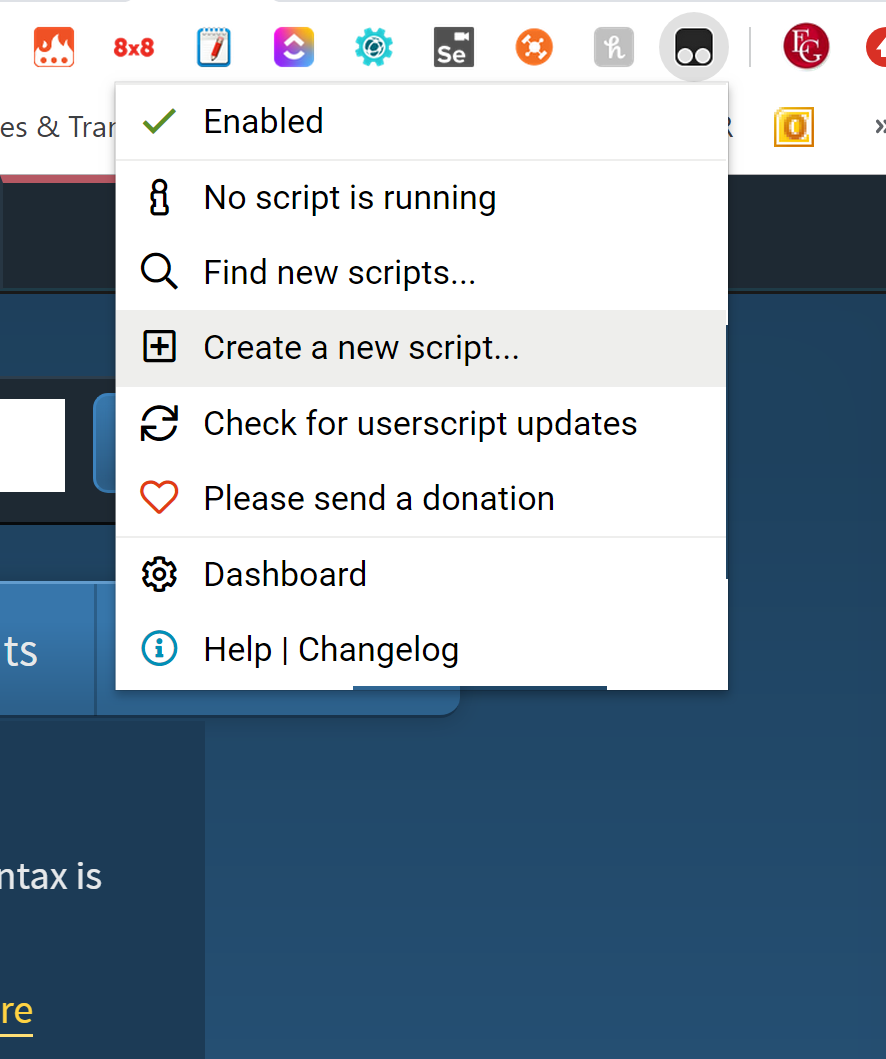 8x8
Se
h
FG
es & Trar
R
»
Enabled
No script is running
Find new scripts...
Create a new script...
Check for userscript updates
Please send a donation
Dashboard
Help | Changelog
ts
ntax is
re